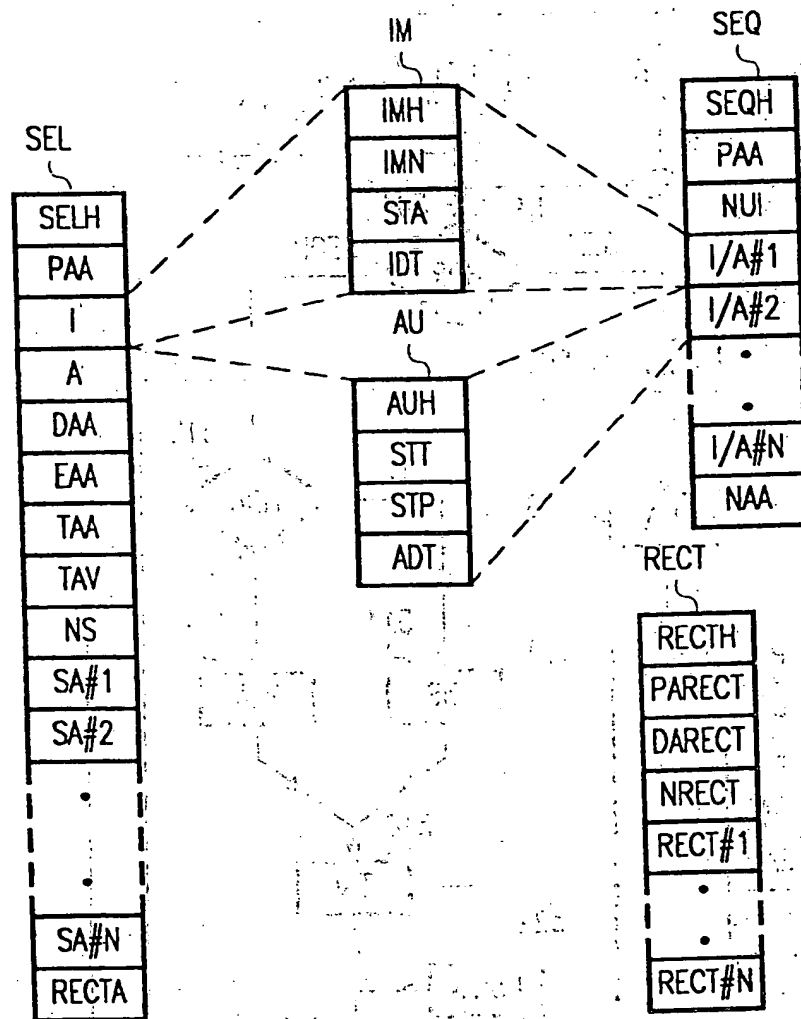 SEL
SELH
PAA
I
A
DAA
EAA
TAA
TAV
NS
SA#1
SA#2
SA#N
RECTA
IM
IMH
IMN
STA
IDT
AU
AUH
STT
STP
ADT
SEQ
SEQH
PAA
NUI
I/A#1
I/A#2
I/A#N
NAA
RECT
RECTH
PARECT
DARECT
NRECT
RECT#1
RECT#N